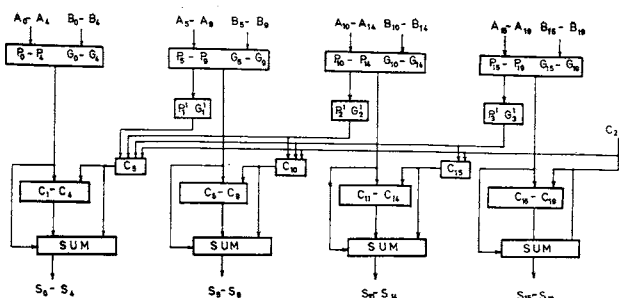 A₀ – A₄ B₀ – B₄ A₅ – A₉ B₅ – B₉ A₁₀ – A₁₄ B₁₀ – B₁₄ A₁₅ – A₁₉ B₁₅ – B₁₉
P₀ – P₄ G₀ – G₄ P₅ – P₉ G₅ – G₉ P₁₀ – P₁₄ G₁₀ – G₁₄ P₁₅ – P₁₉ G₁₅ – G₁₉
P₁' G₁' P₂' G₂' P₃' G₃'
C₅ C₁₀ C₁₅
C₁ – C₄ C₆ – C₉ C₁₁ – C₁₄ C₁₆ – C₁₉
SUM SUM SUM SUM
S₀ – S₄ S₅ – S₉